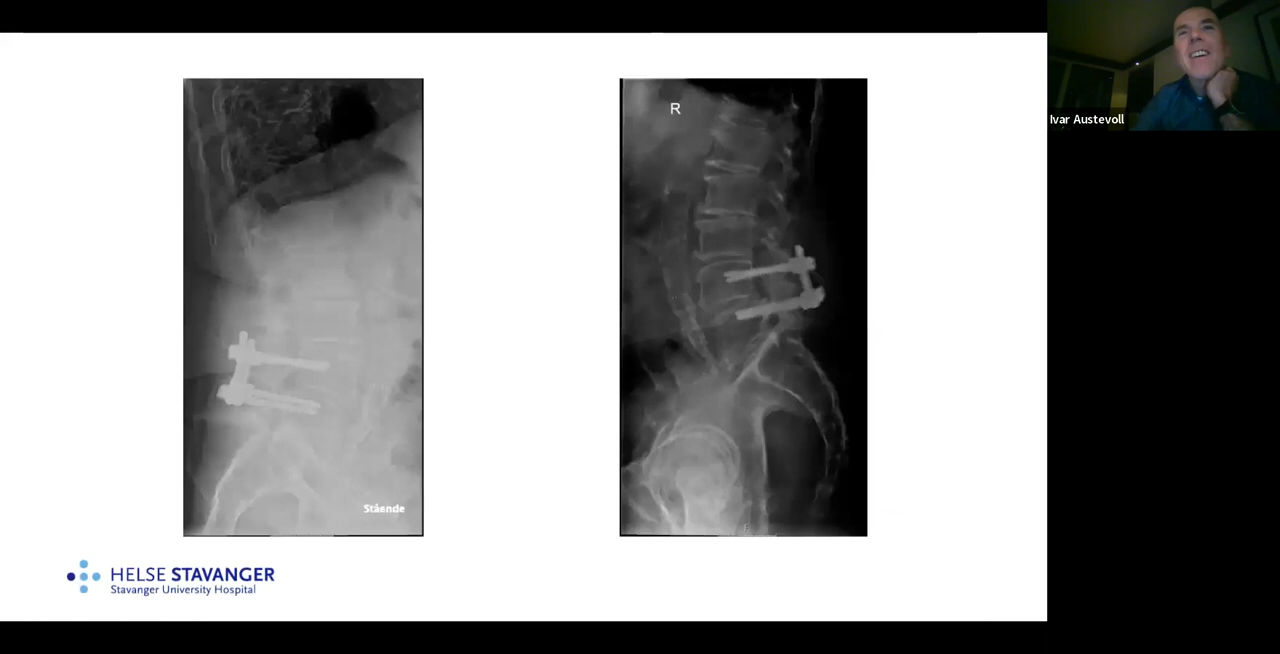 R
Stående
HELSE STAVANGER
Stavanger University Hospital
Ivar Austevoll